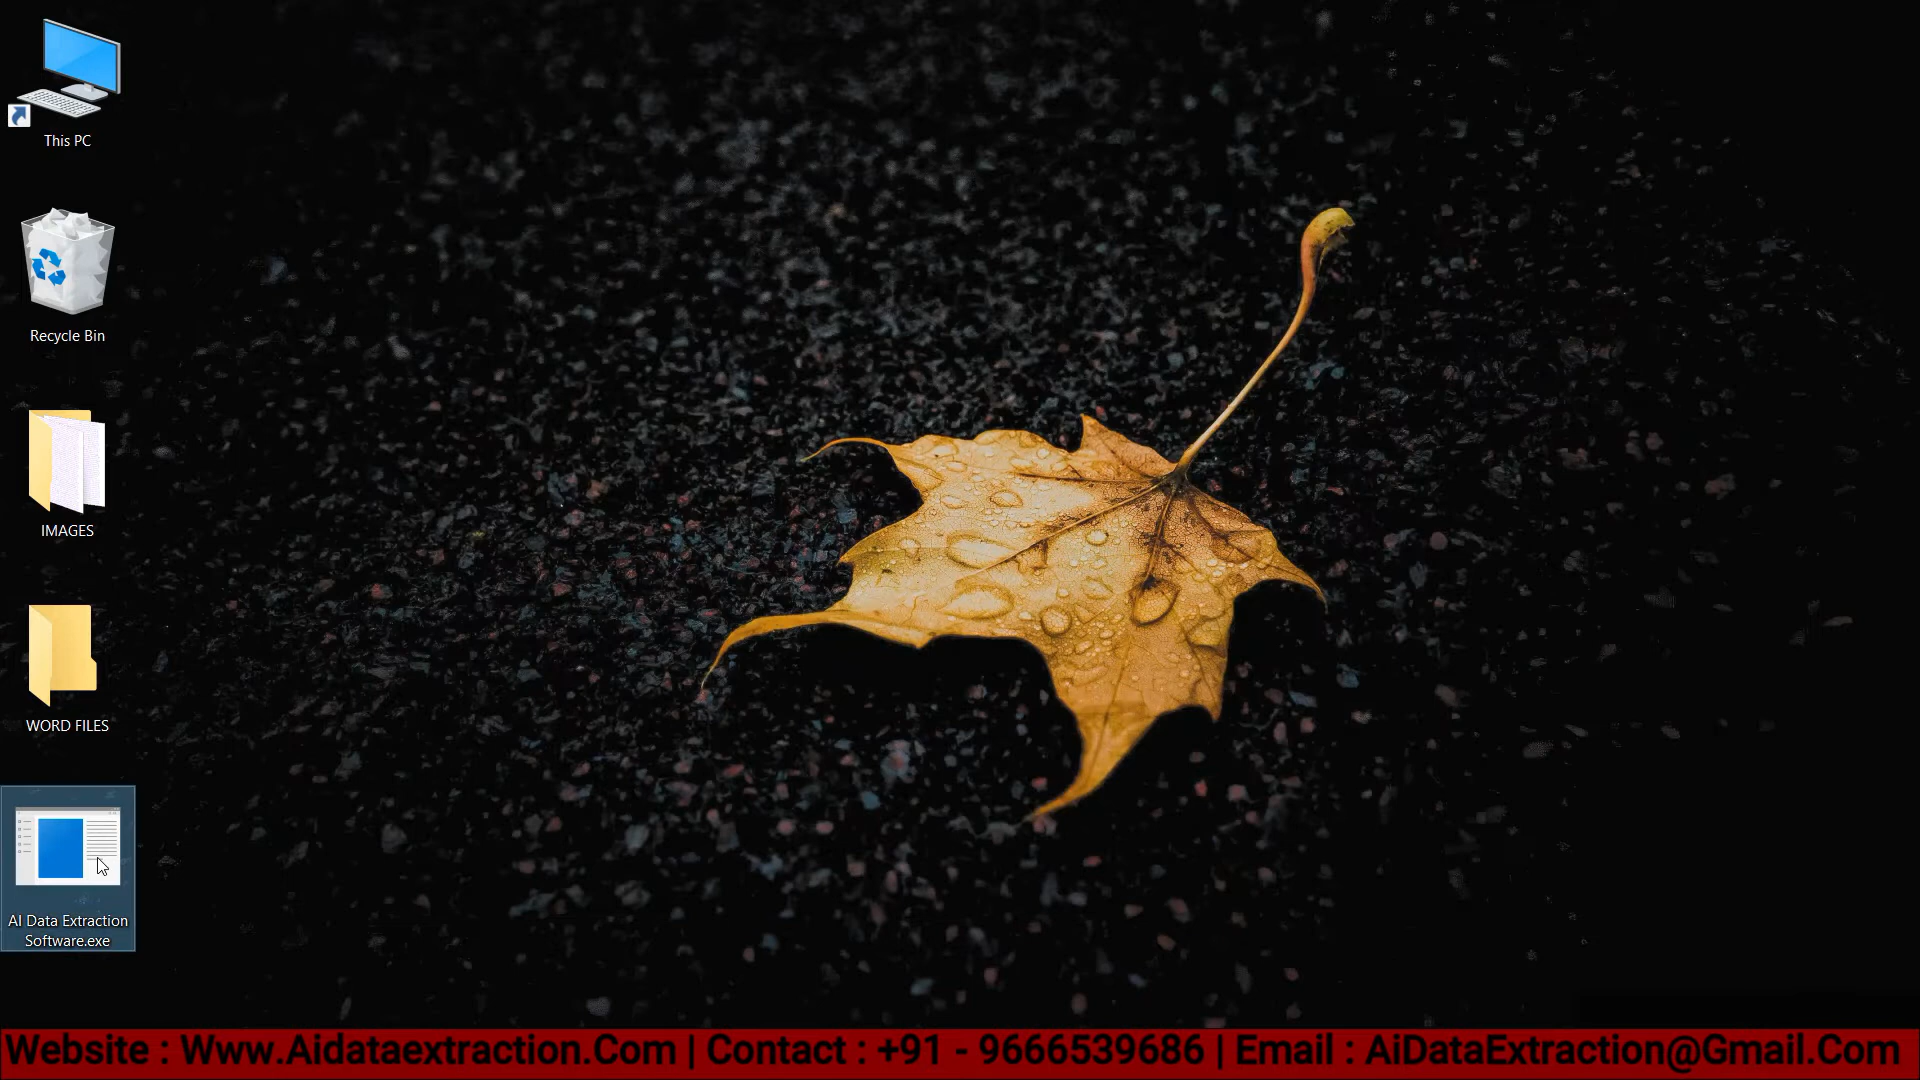 This PC
Recycle Bin
IMAGES
WORD FILES
AI Data Extraction
Software.exe
Website : Www.Aidataextraction.Com | Contact : +91 - 9666539686 | Email : AiDataExtraction@Gmail.Com